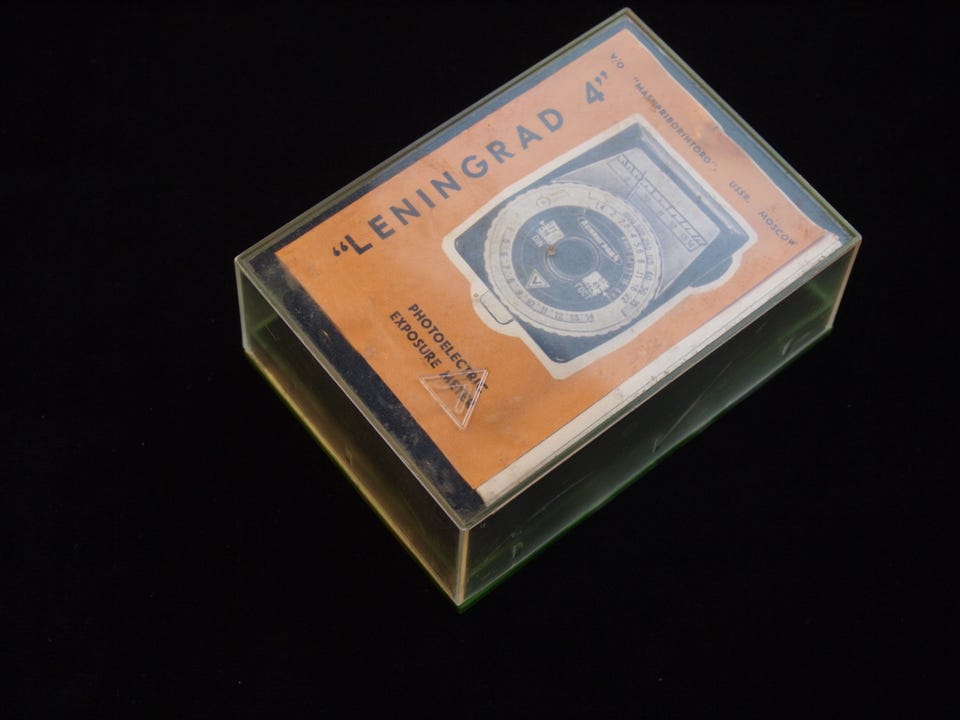 "LENINGRAD 4"
PHOTOELECTRIC
EXPOSURE METER
V/O "MASHPRIBORINTORG". USSR. MOSCOW